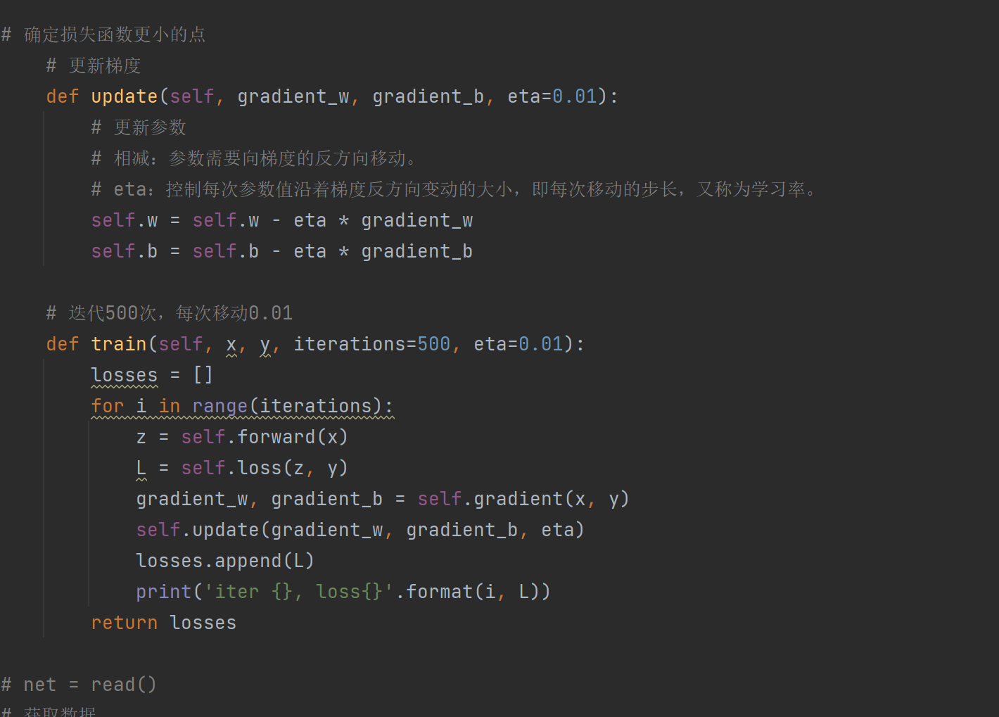 # 确定损失函数更小的点
# 更新梯度
def update(self, gradient_w, gradient_b, eta=0.01):
# 更新参数
# 相减：参数需要向梯度的反方向移动。
# eta：控制每次参数值沿着梯度反方向变动的大小，即每次移动的步长，又称为学习率。
self.w = self.w - eta * gradient_w
self.b = self.b - eta * gradient_b
# 迭代500次，每次移动0.01
def train(self, x, y, iterations=500, eta=0.01):
losses = []
for i in range(iterations):
z = self.forward(x)
L = self.loss(z, y)
gradient_w, gradient_b = self.gradient(x, y)
self.update(gradient_w, gradient_b, eta)
losses.append(L)
print('iter {}, loss{}'.format(i, L))
return losses
# net = read()
# 获取数据